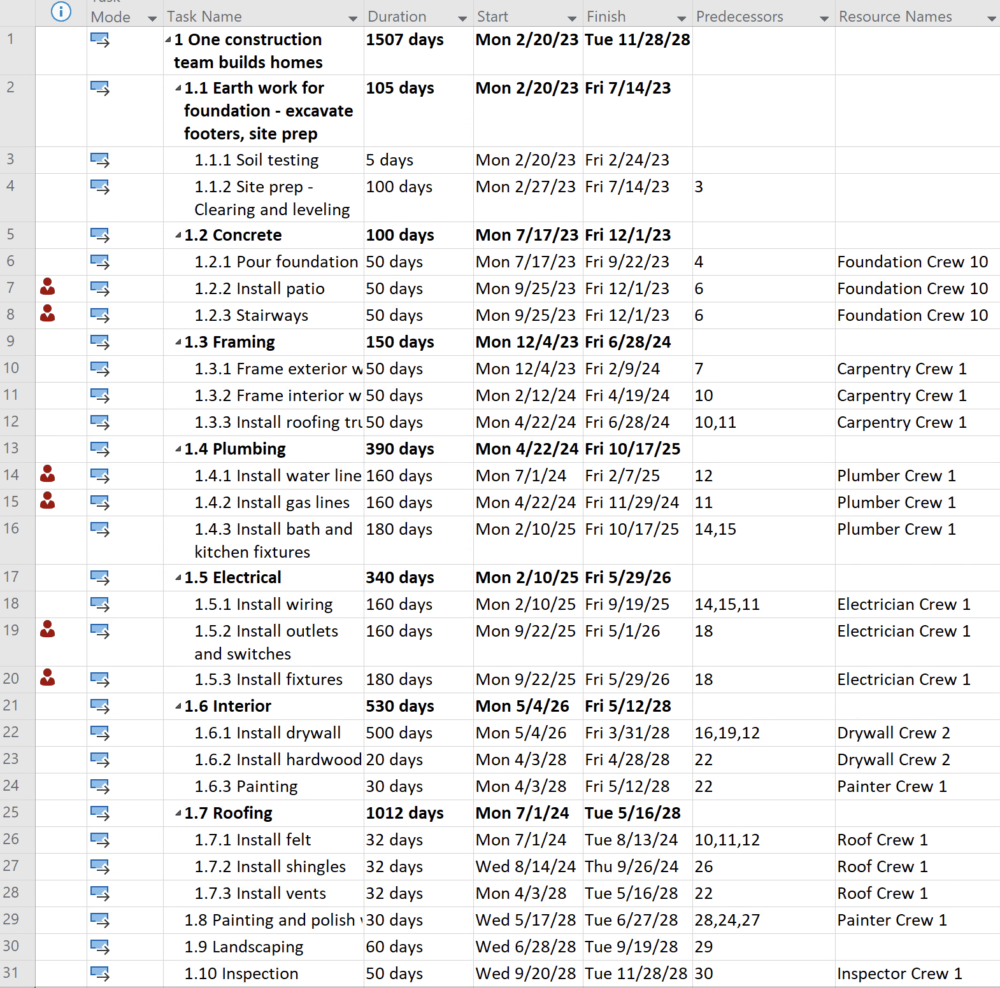 Task
Mode Task Name Duration Start Finish Predecessors Resource Names
1 1 One construction 1507 days Mon 2/20/23 Tue 11/28/28
team builds homes
2 1.1 Earth work for 105 days Mon 2/20/23 Fri 7/14/23
foundation - excavate
footers, site prep
3 1.1.1 Soil testing 5 days Mon 2/20/23 Fri 2/24/23
4 1.1.2 Site prep - 100 days Mon 2/27/23 Fri 7/14/23 3
Clearing and leveling
5 1.2 Concrete 100 days Mon 7/17/23 Fri 12/1/23
6 1.2.1 Pour foundation 50 days Mon 7/17/23 Fri 9/22/23 4 Foundation Crew 10
7 1.2.2 Install patio 50 days Mon 9/25/23 Fri 12/1/23 6 Foundation Crew 10
8 1.2.3 Stairways 50 days Mon 9/25/23 Fri 12/1/23 6 Foundation Crew 10
9 1.3 Framing 150 days Mon 12/4/23 Fri 6/28/24
10 1.3.1 Frame exterior w 50 days Mon 12/4/23 Fri 2/9/24 7 Carpentry Crew 1
11 1.3.2 Frame interior w 50 days Mon 2/12/24 Fri 4/19/24 10 Carpentry Crew 1
12 1.3.3 Install roofing tru 50 days Mon 4/22/24 Fri 6/28/24 10,11 Carpentry Crew 1
13 1.4 Plumbing 390 days Mon 4/22/24 Fri 10/17/25
14 1.4.1 Install water line 160 days Mon 7/1/24 Fri 2/7/25 12 Plumber Crew 1
15 1.4.2 Install gas lines 160 days Mon 4/22/24 Fri 11/29/24 11 Plumber Crew 1
16 1.4.3 Install bath and 180 days Mon 2/10/25 Fri 10/17/25 14,15 Plumber Crew 1
kitchen fixtures
17 1.5 Electrical 340 days Mon 2/10/25 Fri 5/29/26
18 1.5.1 Install wiring 160 days Mon 2/10/25 Fri 9/19/25 14,15,11 Electrician Crew 1
19 1.5.2 Install outlets 160 days Mon 9/22/25 Fri 5/1/26 18 Electrician Crew 1
and switches
20 1.5.3 Install fixtures 180 days Mon 9/22/25 Fri 5/29/26 18 Electrician Crew 1
21 1.6 Interior 530 days Mon 5/4/26 Fri 5/12/28
22 1.6.1 Install drywall 500 days Mon 5/4/26 Fri 3/31/28 16,19,12 Drywall Crew 2
23 1.6.2 Install hardwood 20 days Mon 4/3/28 Fri 4/28/28 22 Drywall Crew 2
24 1.6.3 Painting 30 days Mon 4/3/28 Fri 5/12/28 22 Painter Crew 1
25 1.7 Roofing 1012 days Mon 7/1/24 Tue 5/16/28
26 1.7.1 Install felt 32 days Mon 7/1/24 Tue 8/13/24 10,11,12 Roof Crew 1
27 1.7.2 Install shingles 32 days Wed 8/14/24 Thu 9/26/24 26 Roof Crew 1
28 1.7.3 Install vents 32 days Mon 4/3/28 Tue 5/16/28 22 Roof Crew 1
29 1.8 Painting and polish 30 days Wed 5/17/28 Tue 6/27/28 28,24,27 Painter Crew 1
30 1.9 Landscaping 60 days Wed 6/28/28 Tue 9/19/28 29
31 1.10 Inspection 50 days Wed 9/20/28 Tue 11/28/28 30 Inspector Crew 1